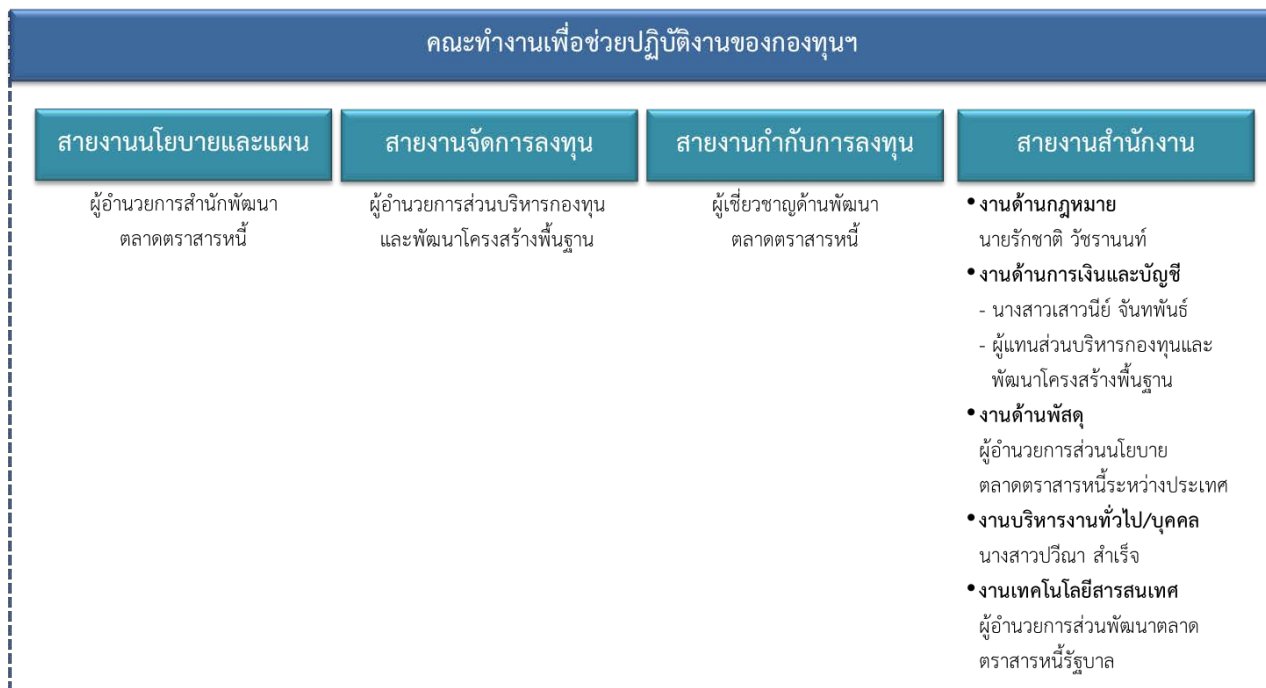 คณะทำงานเพื่อช่วยปฏิบัติงานของกองทุนฯ
สายงานนโยบายและแผน
ผู้อำนวยการสำนักพัฒนา
ตลาดตราสารหนี้
สายงานจัดการลงทุน
ผู้อำนวยการส่วนบริหารกองทุน
และพัฒนาโครงสร้างพื้นฐาน
สายงานกำกับการลงทุน
ผู้เชี่ยวชาญด้านพัฒนา
ตลาดตราสารหนี้
สายงานสำนักงาน
• งานด้านกฎหมาย
นายรักชาติ วัชรานนท์
• งานด้านการเงินและบัญชี
- นางสาวเสาวนีย์ จันทพันธ์
- ผู้แทนส่วนบริหารกองทุนและ
พัฒนาโครงสร้างพื้นฐาน
• งานด้านพัสดุ
ผู้อำนวยการส่วนนโยบาย
ตลาดตราสารหนี้ระหว่างประเทศ
• งานบริหารงานทั่วไป/บุคคล
นางสาวปวีณา สำเร็จ
• งานเทคโนโลยีสารสนเทศ
ผู้อำนวยการส่วนพัฒนาตลาด
ตราสารหนี้รัฐบาล